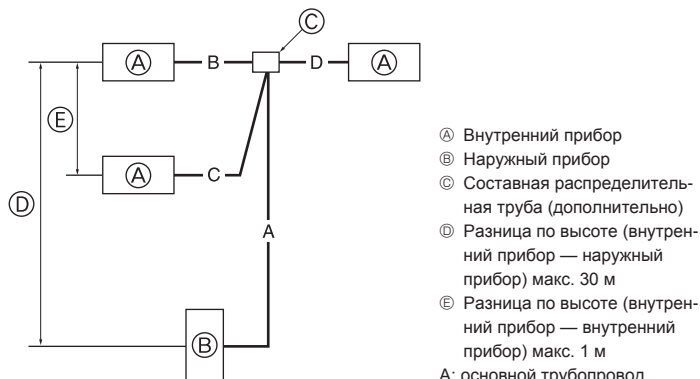 Ⓒ
Ⓐ B D Ⓐ
Ⓔ
Ⓐ C
Ⓓ
A
Ⓑ
Ⓐ Внутренний прибор
Ⓑ Наружный прибор
Ⓒ Составная распределитель-
ная труба (дополнительно)
Ⓓ Разница по высоте (внутрен-
ний прибор — наружный
прибор) макс. 30 м
Ⓔ Разница по высоте (внутрен-
ний прибор — внутренний
прибор) макс. 1 м
A: основной трубопровод